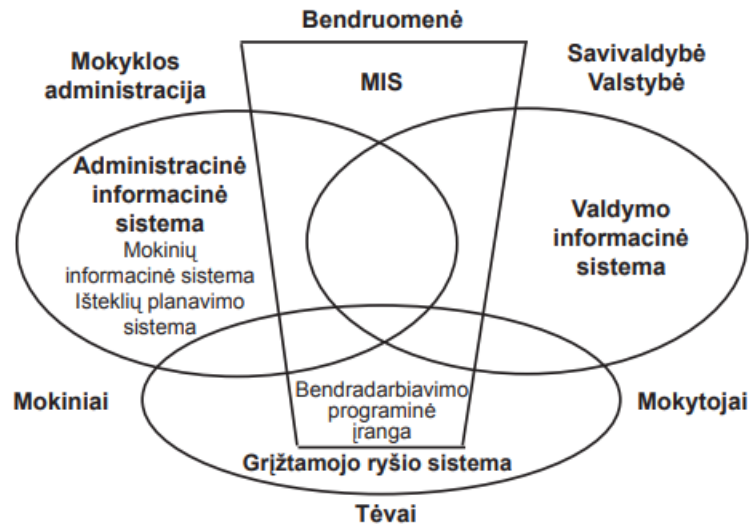 Bendruomenė
Mokyklos
administracija
MIS
Savivaldybė
Valstybė
Administracinė
informacinė
sistema
Mokinių
informacinė sistema
Išteklių planavimo
sistema
Valdymo
informacinė
sistema
Mokiniai
Bendradarbiavimo
programinė
įranga
Mokytojai
Grįžtamojo ryšio sistema
Tėvai